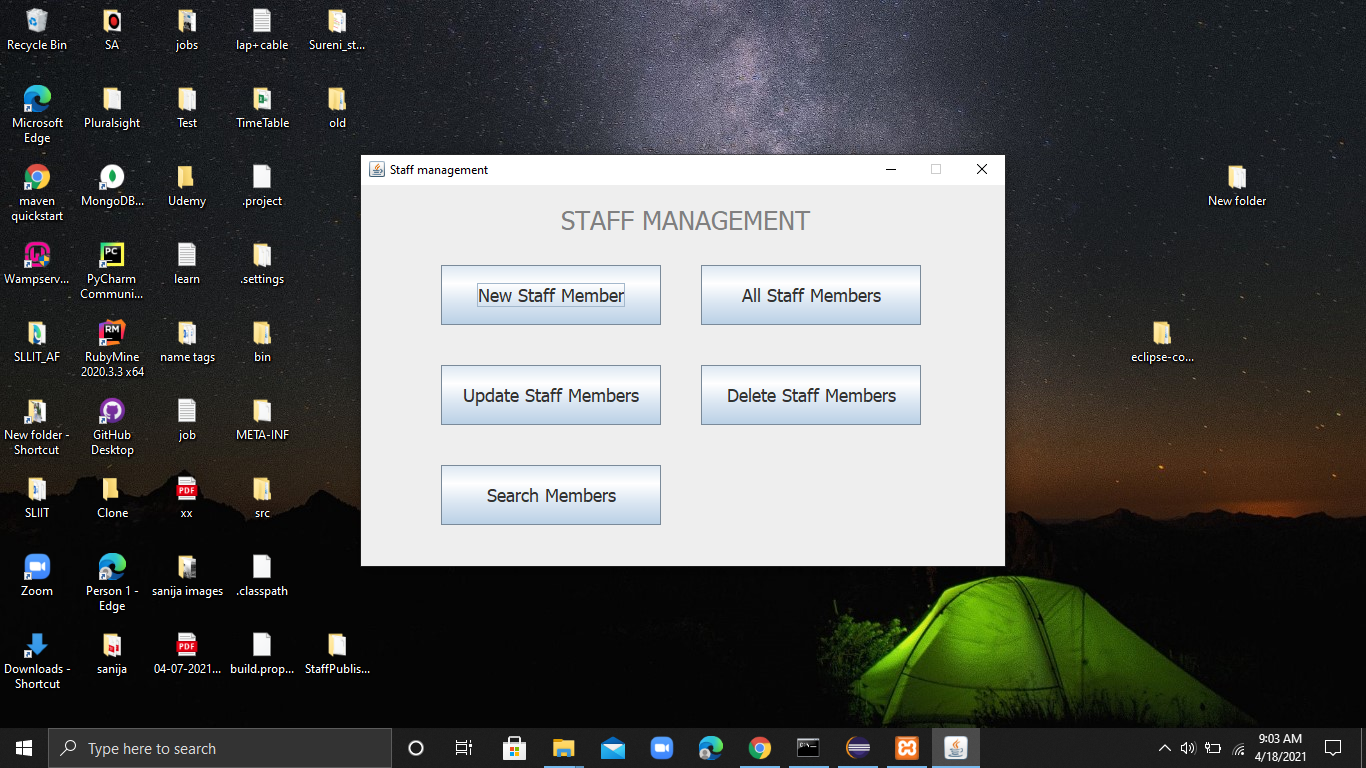 Recycle Bin
SA
jobs
lap+cable
Sureni_st...
Microsoft
Edge
Pluralsight
Test
TimeTable
old
maven
quickstart
MongoDB...
Udemy
.project
New folder
Wampserv...
PyCharm
Communi...
learn
.settings
SLLIT_AF
RubyMine
2020.3.3 x64
name tags
bin
eclipse-co...
New folder -
Shortcut
GitHub
Desktop
job
META-INF
SLIIT
Clone
xx
src
Zoom
Person 1 -
Edge
sanija images
.classpath
Downloads -
Shortcut
sanija
04-07-2021...
build.prop...
StaffPublis...
Staff management
STAFF MANAGEMENT
New Staff Member
All Staff Members
Update Staff Members
Delete Staff Members
Search Members
PC
RM
PDF
PDF
Type here to search
9:03 AM
4/18/2021